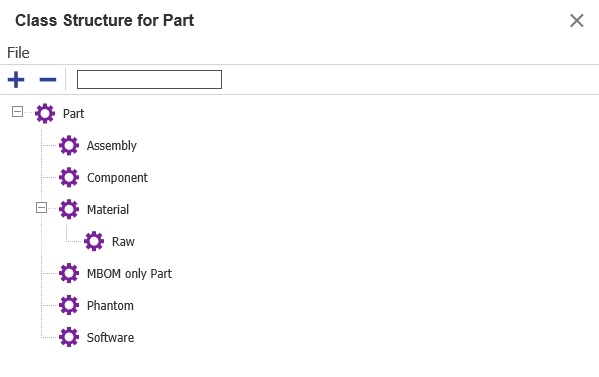 Class Structure for Part
File
Part
Assembly
Component
Material
Raw
MBOM only Part
Phantom
Software